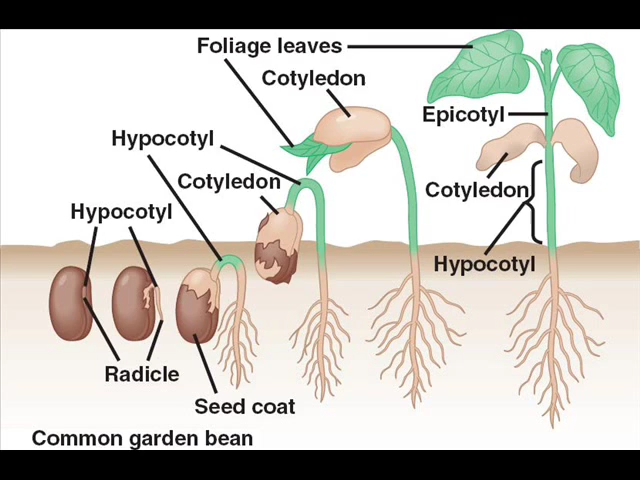 Foliage leaves
Cotyledon
Epicotyl
Hypocotyl
Cotyledon
Cotyledon
Hypocotyl
Hypocotyl
Radicle
Seed coat
Common garden bean